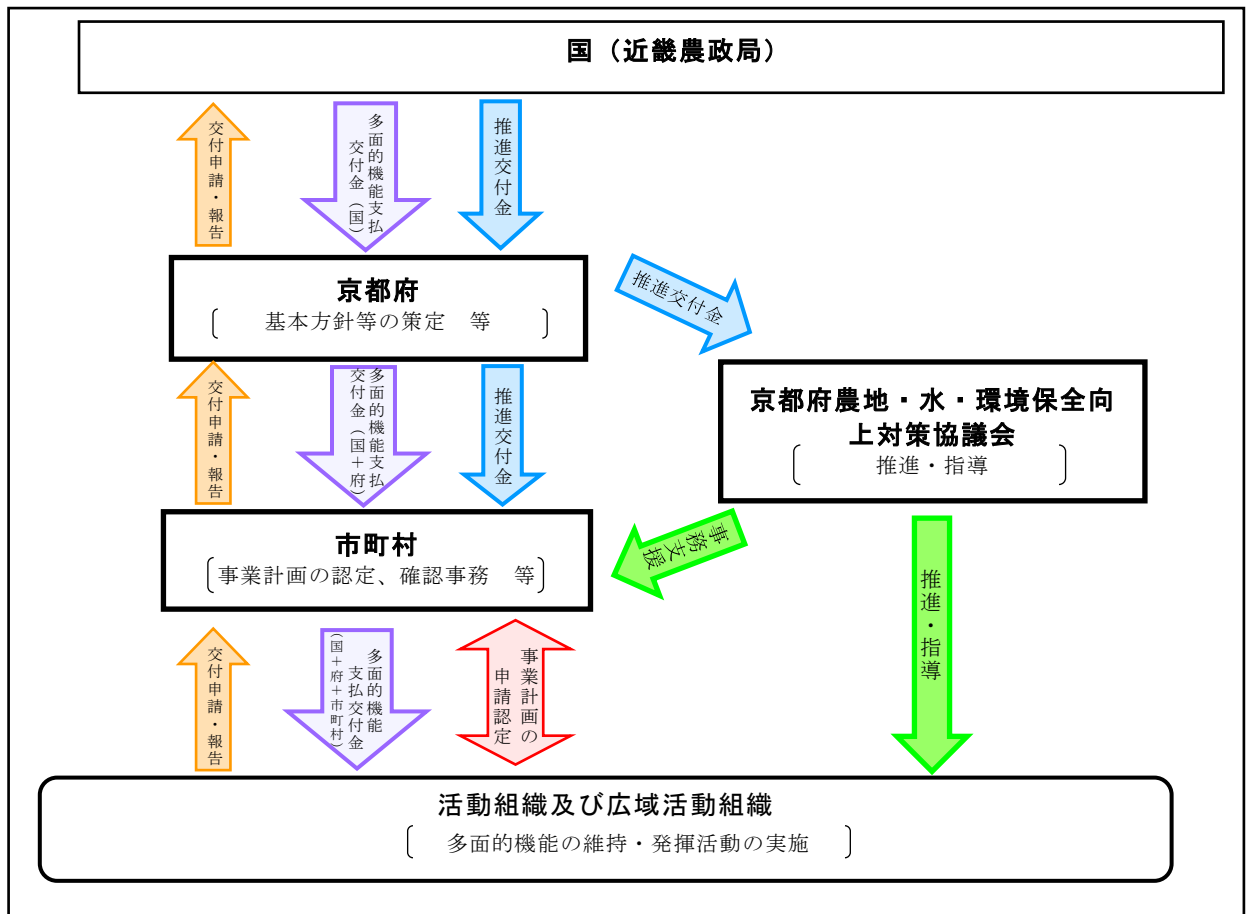 国（近畿農政局）
交付申請・報告
多面的機能支払
交付金（国）
推進交付金
京都府
〔　基本方針等の策定　等　〕
推進交付金
交付申請・報告
多面的機能支払
交付金（国＋府）
推進交付金
京都府農地・水・環境保全向
上対策協議会
〔　推進・指導　〕
市町村
〔事業計画の認定、確認事務　等〕
事務
支援
推進・指導
交付申請・報告
多面的機能
支払交付金
（国＋府＋市町村）
事業計画の
申請認定
活動組織及び広域活動組織
〔　多面的機能の維持・発揮活動の実施　〕